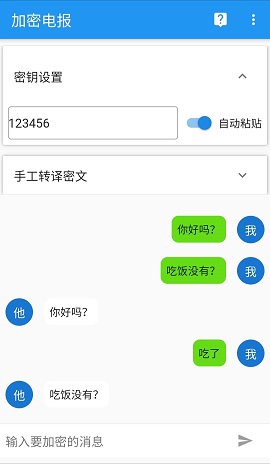 加密电报
密钥设置
123456
自动粘贴
手工转译密文
你好吗？
我
吃饭没有？
我
他
你好吗？
吃了
我
他
吃饭没有？
输入要加密的消息